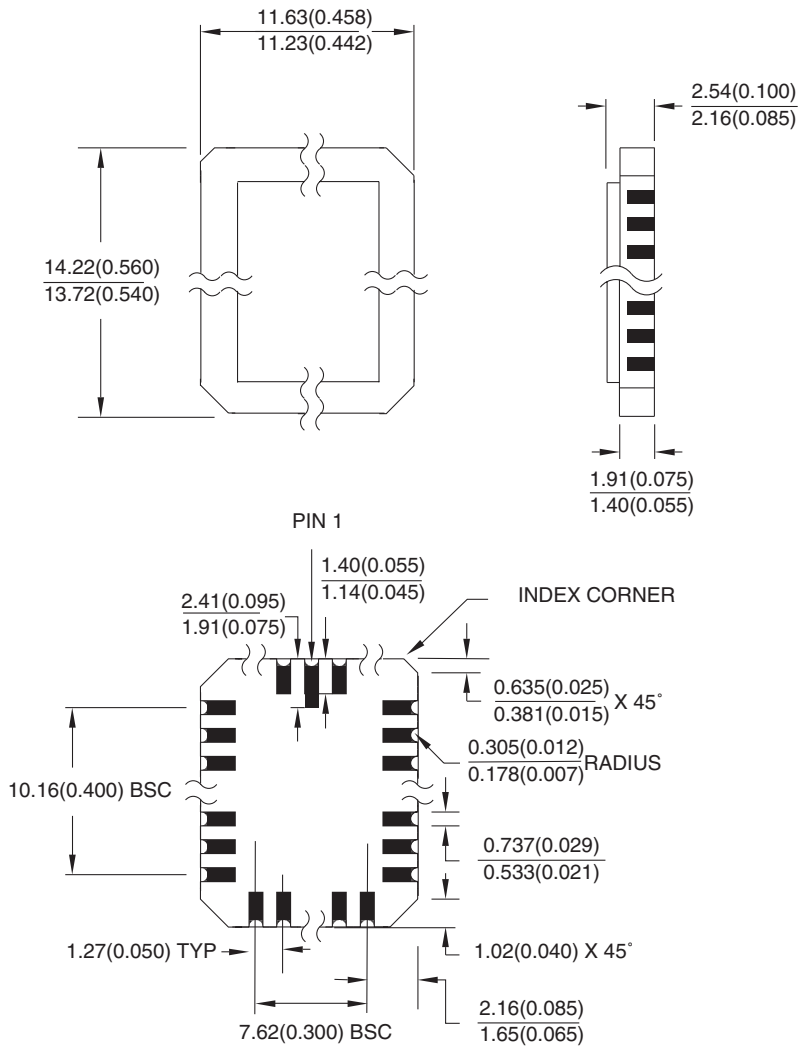 11.63(0.458)
11.23(0.442)
2.54(0.100)
2.16(0.085)
14.22(0.560)
13.72(0.540)
1.91(0.075)
1.40(0.055)
PIN 1
1.40(0.055)
1.14(0.045)
2.41(0.095)
1.91(0.075)
INDEX CORNER
0.635(0.025)
0.381(0.015)
X 45˚
0.305(0.012)
0.178(0.007)
RADIUS
10.16(0.400) BSC
0.737(0.029)
0.533(0.021)
1.27(0.050) TYP
1.02(0.040) X 45˚
7.62(0.300) BSC
2.16(0.085)
1.65(0.065)